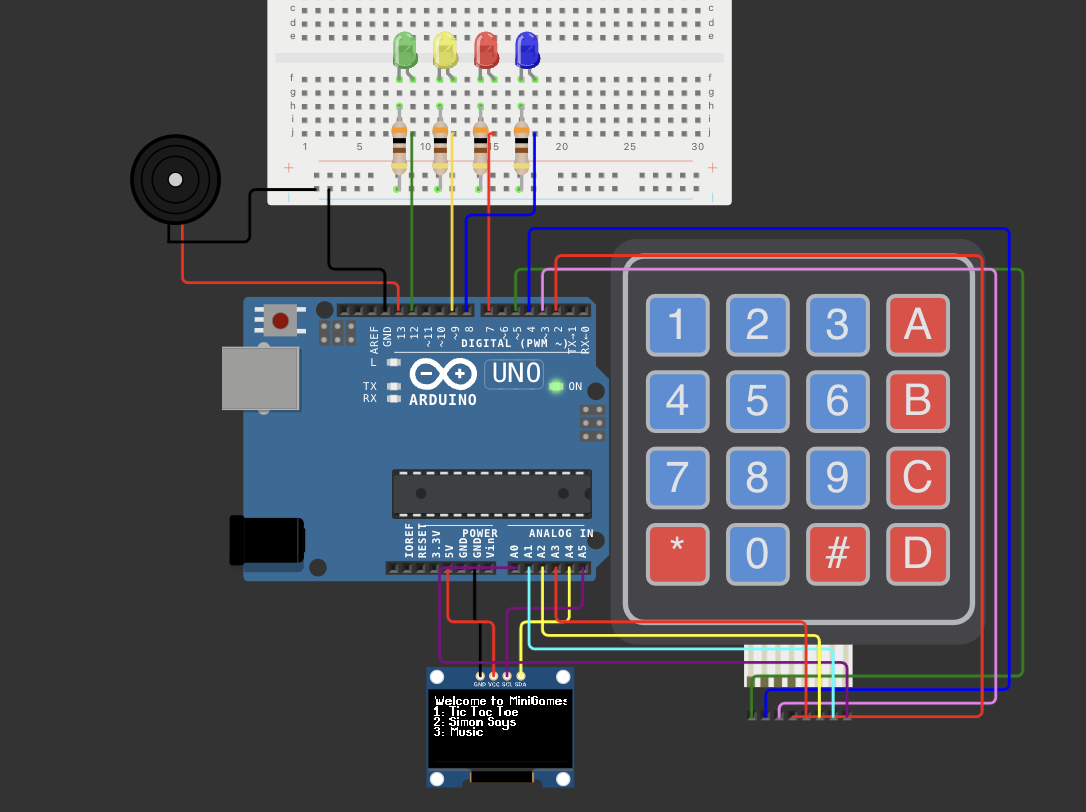 c c
d d
e e
f f
g g
h h
i i
j j
1 5 10 15 20 25 30
+ +
AREF GND 13 12 ~11 ~10 ~9 8 7 ~6 ~5 4 ~3 2 TX→1 RX←0
DIGITAL (PWM ~)
L
TX
RX
UNO
ON
ARDUINO
1 2 3 A
4 5 6 B
7 8 9 C
* 0 # D
POWER ANALOG IN
IOREF RESET 3.3V 5V GND GND Vin A0 A1 A2 A3 A4 A5
GND VCC SCL SDA
Welcome to MiniGames
1: Tic Tac Toe
2: Simon Says
3: Music